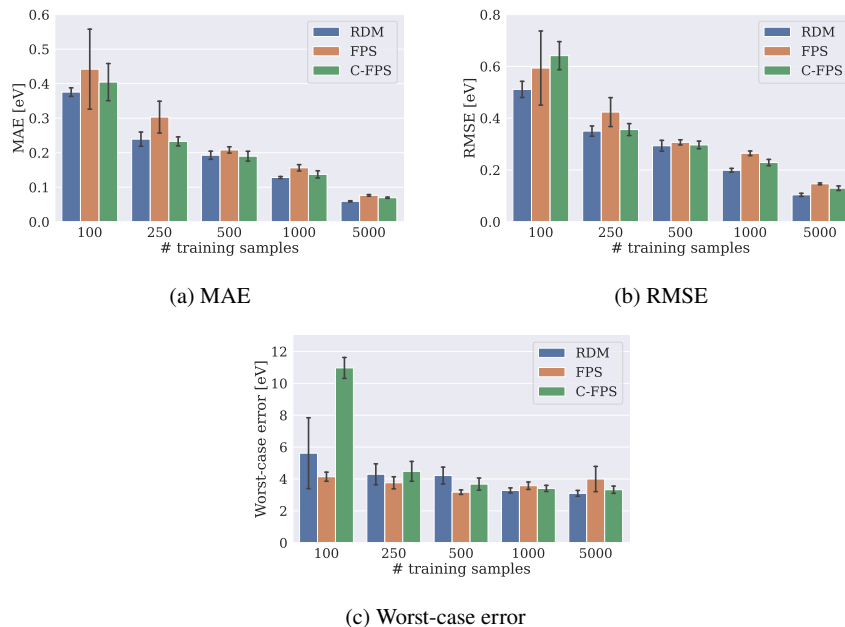 0.6
0.5
0.4
0.3
0.2
0.1
0.0
MAE [eV]
RDM
FPS
C-FPS
100 250 500 1000 5000
# training samples
(a) MAE
0.8
0.6
0.4
0.2
0.0
RMSE [eV]
RDM
FPS
C-FPS
100 250 500 1000 5000
# training samples
(b) RMSE
12
10
8
6
4
2
0
Worst-case error [eV]
RDM
FPS
C-FPS
100 250 500 1000 5000
# training samples
(c) Worst-case error